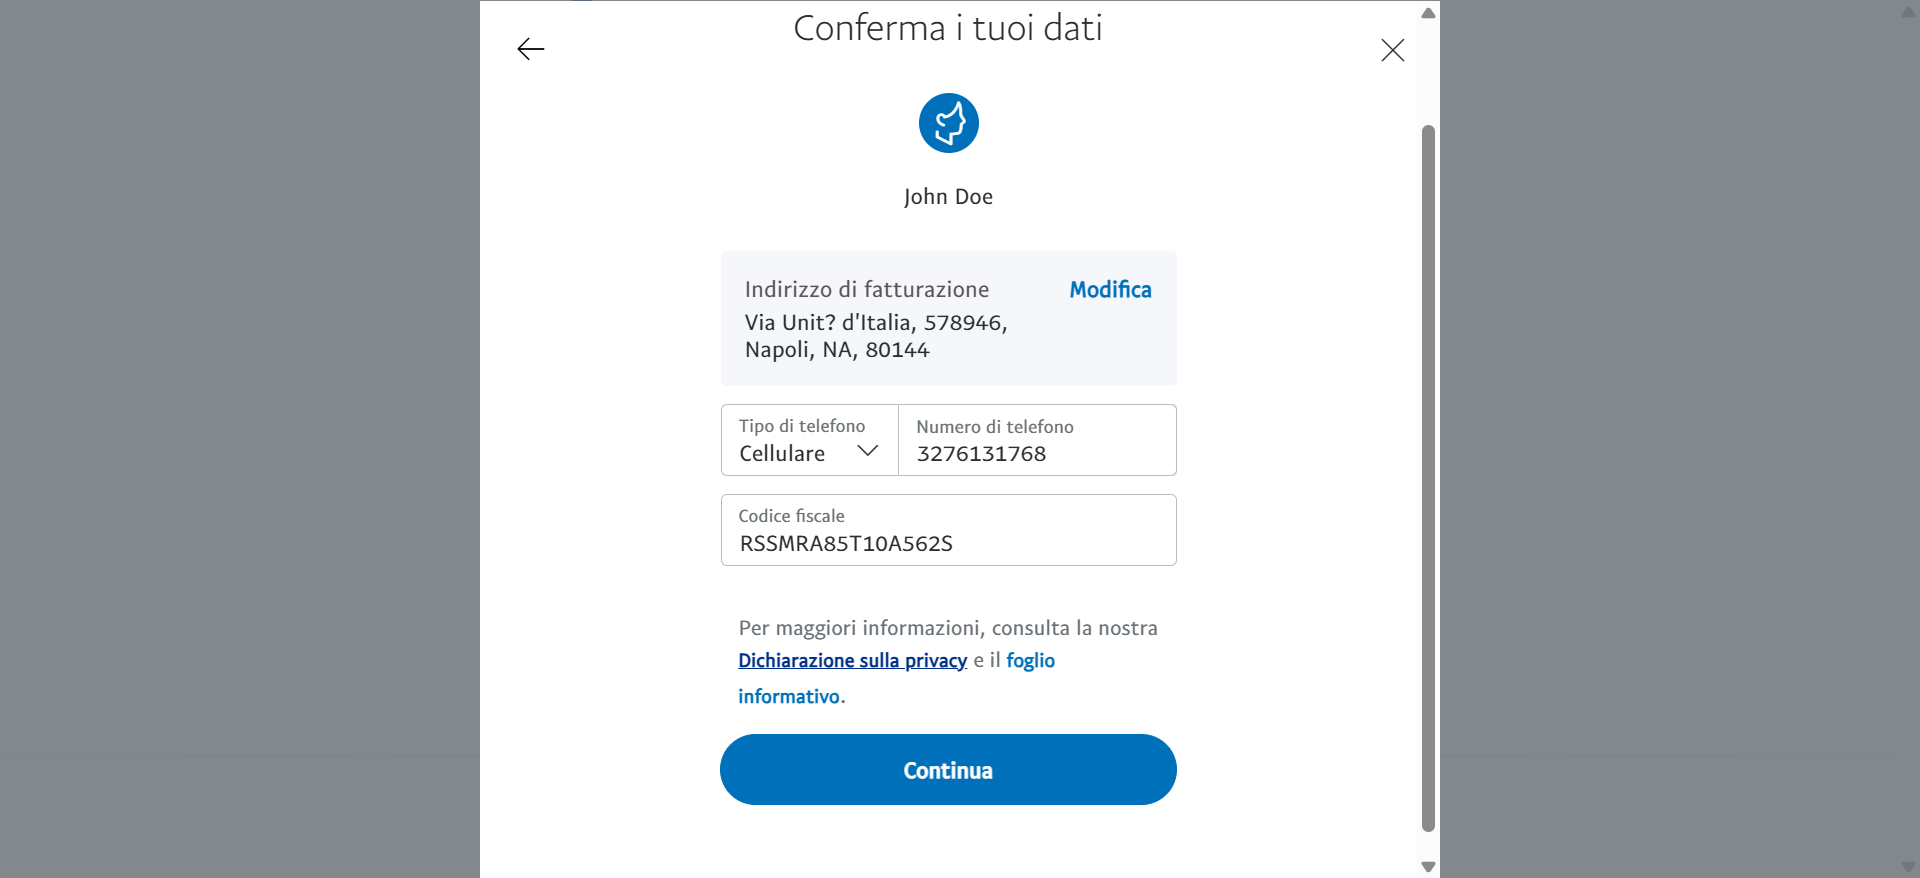 Conferma i tuoi dati
John Doe
Indirizzo di fatturazione
Modifica
Via Unit? d'Italia, 578946,
Napoli, NA, 80144
Tipo di telefono
Cellulare
Numero di telefono
3276131768
Codice fiscale
RSSMRA85T10A562S
Per maggiori informazioni, consulta la nostra
Dichiarazione sulla privacy e il foglio
informativo.
Continua